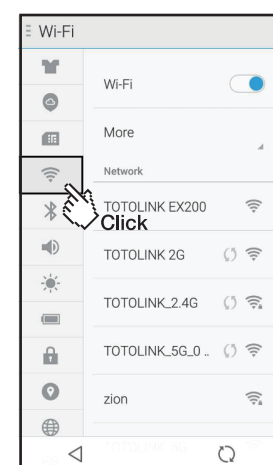 Wi-Fi
Wi-Fi
More
Network
TOTOLINK EX200
Click
TOTOLINK 2G
TOTOLINK_2.4G
TOTOLINK_5G_0 ..
zion